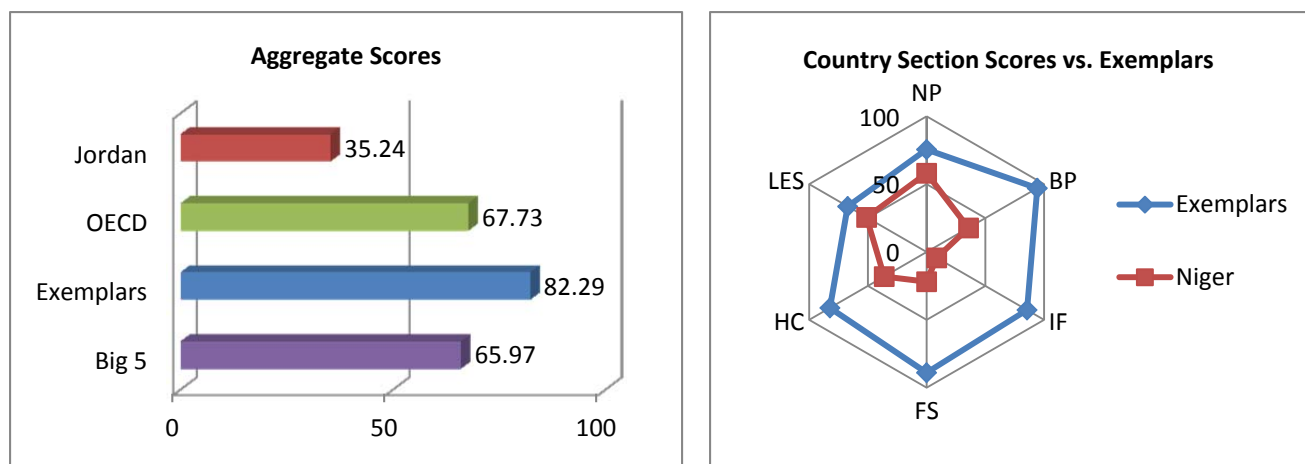 Aggregate Scores
Jordan
35.24
OECD
67.73
Exemplars
82.29
Big 5
65.97
0
50
100
Country Section Scores vs. Exemplars
NP
100
LES
50
BP
0
HC
IF
FS
Exemplars
Niger